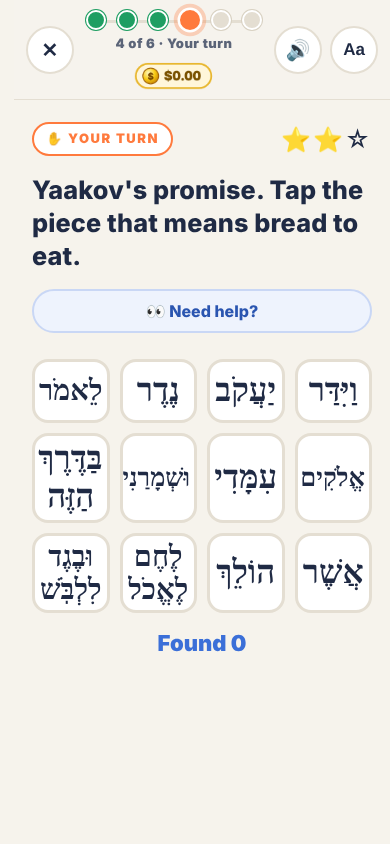 ✕
4 of 6 · Your turn
$ $0.00
Aa
YOUR TURN
Yaakov's promise. Tap the
piece that means bread to
eat.
Need help?
וַיִּדַּר יַעֲקֹב נֶדֶר לֵאמֹר
אֱלֹקִים עִמָּדִי וּשְׁמָרַנִי בַּדֶּרֶךְ
הַזֶּה
אֲשֶׁר הוֹלֵךְ לֶחֶם וּבֶגֶד
לֶאֱכֹל לִלְבֹּשׁ
Found 0